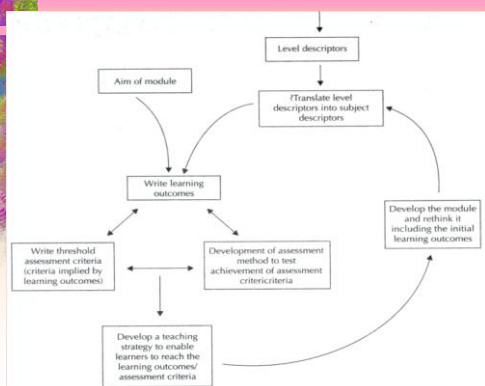 Level descriptors
Aim of module
?Translate level
descriptors into subject
descriptors
Write learning
outcomes
Develop the module
and rethink it
including the initial
learning outcomes
Write threshold
assessment criteria
(criteria implied by
learning outcomes)
Development of assessment
method to test
achievement of assessment
critericriteria
Develop a teaching
strategy to enable
learners to reach the
learning outcomes/
assessment criteria